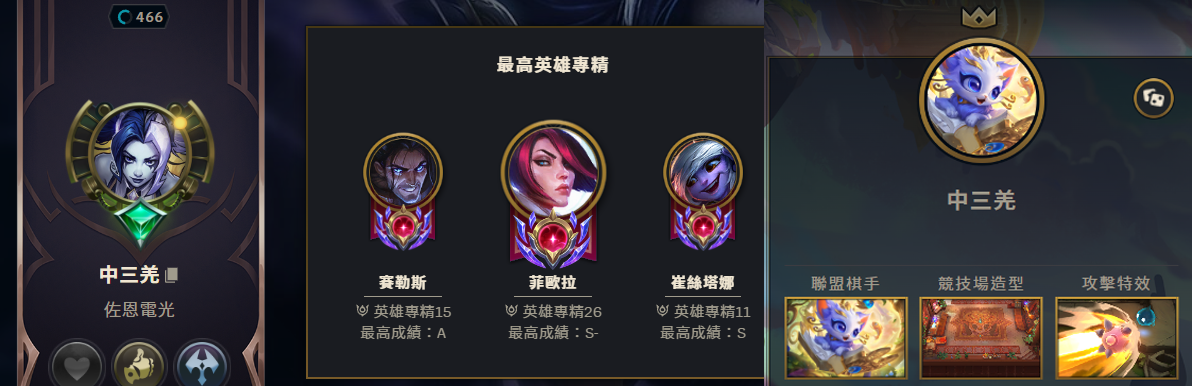 466
中三羌
佐恩電光
最高英雄專精
賽勒斯
英雄專精15
最高成績：A
菲歐拉
英雄專精26
最高成績：S-
崔絲塔娜
英雄專精11
最高成績：S
中三羌
聯盟棋手
競技場造型
攻擊特效